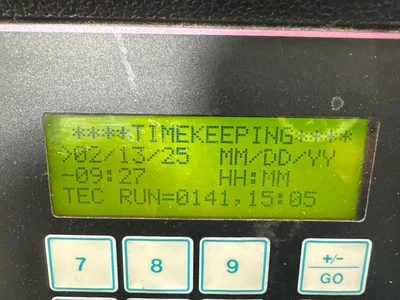 ****TIMEKEEPING****
>02/13/25 MM/DD/YY
-09:27 HH:MM
TEC RUN=0141,15:05
7 8 9 +/- GO